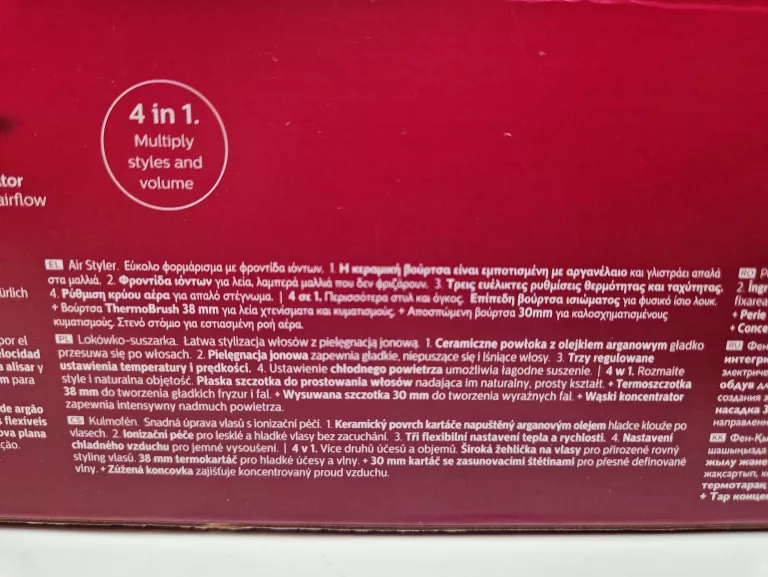 4 in 1.
Multiply
styles and
volume
tor
airflow
EL Air Styler. Εύκολο φορμάρισμα με φροντίδα ιόντων. 1. Η κεραμική βούρτσα είναι εμποτισμένη με αργανέλαιο και γλιστράει απαλά
στα μαλλιά. 2. Φροντίδα ιόντων για λεία, λαμπερά μαλλιά που δεν φριζάρουν. 3. Τρεις ευέλικτες ρυθμίσεις θερμότητας και ταχύτητας.
4. Ρύθμιση κρύου αέρα για απαλό στέγνωμα. | 4 σε 1. Περισσότερα στυλ και όγκος. Επίπεδη βούρτσα ισιώματος για φυσικό ίσιο λουκ.
+ Βούρτσα ThermoBrush 38 mm για λεία χτενίσματα και κυματισμούς. + Αποσπώμενη βούρτσα 30mm για καλοσχηματισμένους
κυματισμούς. Στενό στόμιο για εστιασμένη ροή αέρα.
PL Lokówko-suszarka. Łatwa stylizacja włosów z pielęgnacją jonową. 1. Ceramiczne powłoka z olejkiem arganowym gładko
przesuwa się po włosach. 2. Pielęgnacja jonowa zapewnia gładkie, niepuszące się i lśniące włosy. 3. Trzy regulowane
ustawienia temperatury i prędkości. 4. Ustawienie chłodnego powietrza umożliwia łagodne suszenie. | 4 w 1. Rozmaite
style i naturalna objętość. Płaska szczotka do prostowania włosów nadająca im naturalny, prosty kształt. + Termoszczotka
38 mm do tworzenia gładkich fryzur i fal. + Wysuwana szczotka 30 mm do tworzenia wyraźnych fal. + Wąski koncentrator
zapewnia intensywny nadmuch powietrza.
CS Kulmofén. Snadná úprava vlasů s ionizační péčí. 1. Keramický povrch kartáče napuštěný arganovým olejem hladce klouže po
vlasech. 2. Ionizační péče pro lesklé a hladké vlasy bez zacuchání. 3. Tři flexibilní nastavení tepla a rychlosti. 4. Nastavení
chladného vzduchu pro jemné vysoušení. | 4 v 1. Více druhů účesů a objemů. Široká žehlička na vlasy pro přirozeně rovný
styling vlasů. 38 mm termokartáč pro hladké účesy a vlny. + 30 mm kartáč se zasunovacími štětinami pro přesně definované
vlny. + Zúžená koncovka zajišťuje koncentrovaný proud vzduchu.
ürlich
por el
elocidad
a alisar y
m para
de argão
s flexíveis
ova plana
ção.
RO
2. Îngr
fixarea
+ Perie
+ Conce
RU Фен-
интегри
электриче
обдув дл
создания з
насадка 3
направлен
KK Фен-Қы
шашыңызда
жылу және
жақсартып,
термотарақ
+ Тар концен